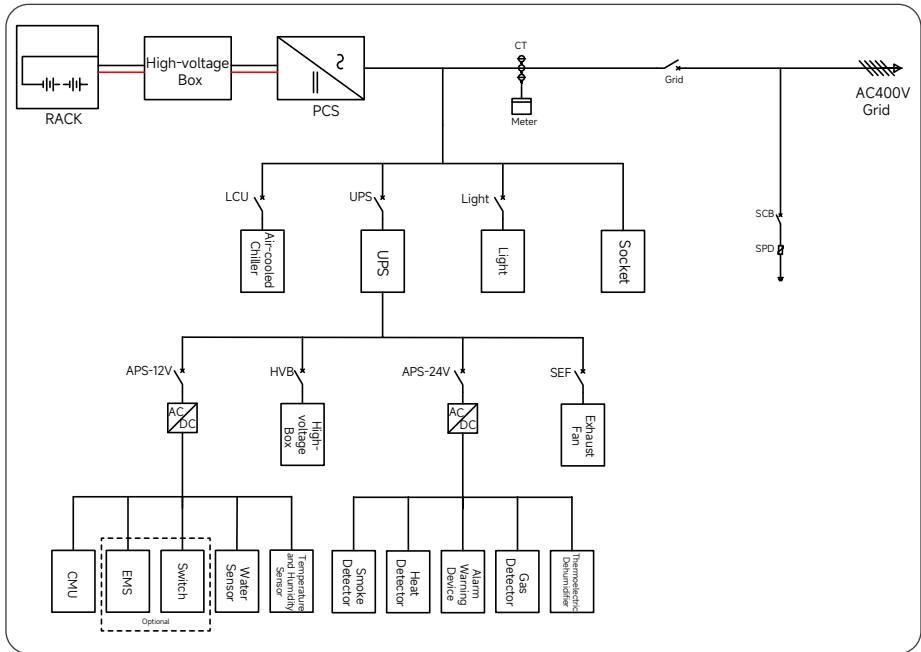 RACK
High-voltage
Box
PCS
CT
Meter
Grid
AC400V
Grid
LCU
Air-cooled
Chiller
UPS
UPS
Light
Light
Socket
SCB
SPD
APS-12V
AC
DC
HVB
High-
voltage
Box
APS-24V
AC
DC
SEF
Exhaust
Fan
CMU
EMS
Switch
Optional
Water
Sensor
Temperature
and Humidity
Sensor
Smoke
Detector
Heat
Detector
Alarm
Warning
Device
Gas
Detector
Thermoelectric
Dehumidifier